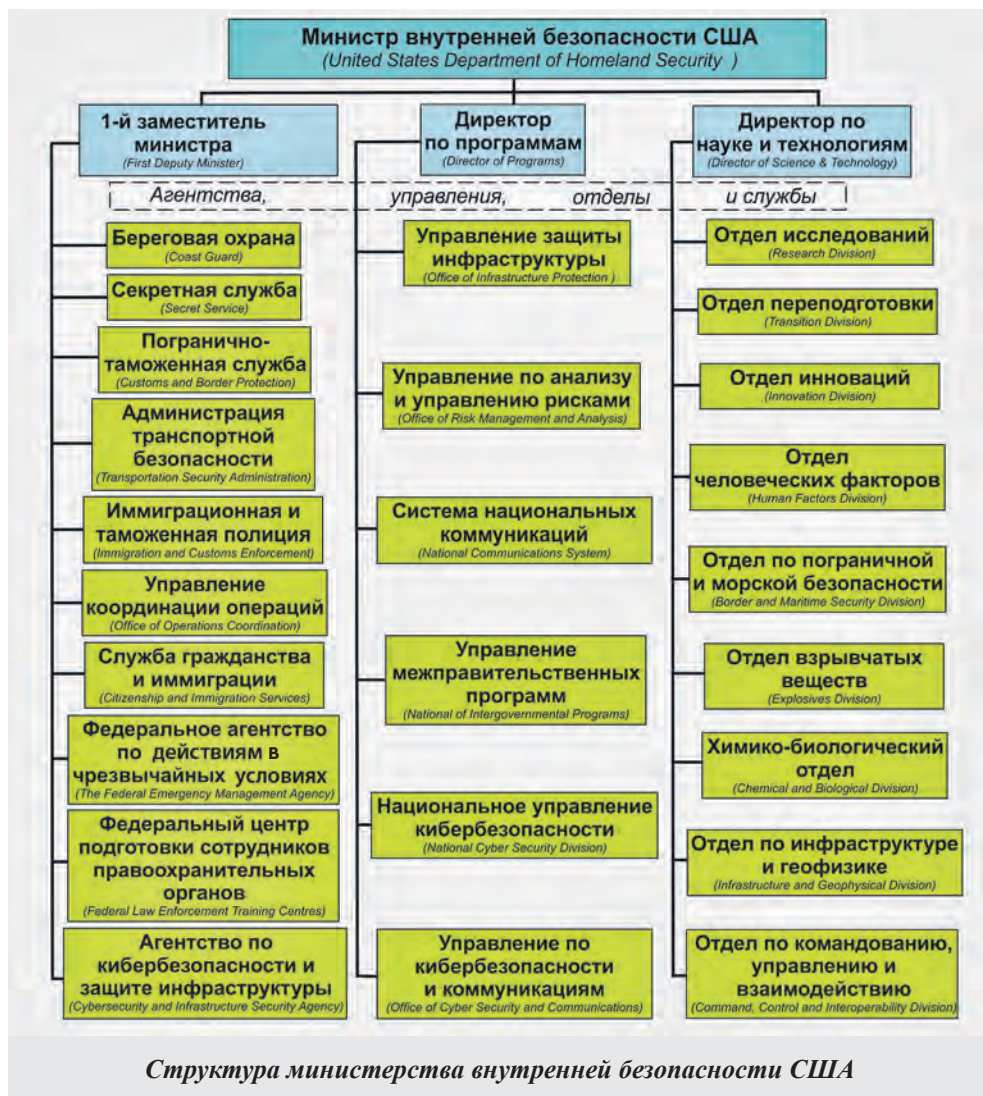 Министр внутренней безопасности США
(United States Department of Homeland Security )
1-й заместитель
министра
(First Deputy Minister)
Директор
по программам
(Director of Programs)
Директор по
науке и технологиям
(Director of Science & Technology)
Агентства, управления, отделы и службы
Береговая охрана
(Coast Guard)
Секретная служба
(Secret Service)
Погранично-
таможенная служба
(Customs and Border Protection)
Администрация
транспортной
безопасности
(Transportation Security Administration)
Иммиграционная и
таможенная полиция
(Immigration and Customs Enforcement)
Управление
координации операций
(Office of Operations Coordination)
Служба гражданства
и иммиграции
(Citizenship and Immigration Services)
Федеральное агентство
по действиям в
чрезвычайных условиях
(The Federal Emergency Management Agency)
Федеральный центр
подготовки сотрудников
правоохранительных
органов
(Federal Law Enforcement Training Centres)
Агентство по
кибербезопасности и
защите инфраструктуры
(Cybersecurity and Infrastructure Security Agency)
Управление защиты
инфраструктуры
(Office of Infrastructure Protection )
Управление по анализу
и управлению рисками
(Office of Risk Management and Analysis)
Система национальных
коммуникаций
(National Communications System)
Управление
межправительственных
программ
(National of Intergovernmental Programs)
Национальное управление
кибербезопасности
(National Cyber Security Division)
Управление по
кибербезопасности
и коммуникациям
(Office of Cyber Security and Communications)
Отдел исследований
(Research Division)
Отдел переподготовки
(Transition Division)
Отдел инноваций
(Innovation Division)
Отдел
человеческих факторов
(Human Factors Division)
Отдел по пограничной
и морской безопасности
(Border and Maritime Security Division)
Отдел взрывчатых
веществ
(Explosives Division)
Химико-биологический
отдел
(Chemical and Biological Division)
Отдел по инфраструктуре
и геофизике
(Infrastructure and Geophysical Division)
Отдел по командованию,
управлению и
взаимодействию
(Command, Control and Interoperability Division)
Структура министерства внутренней безопасности США